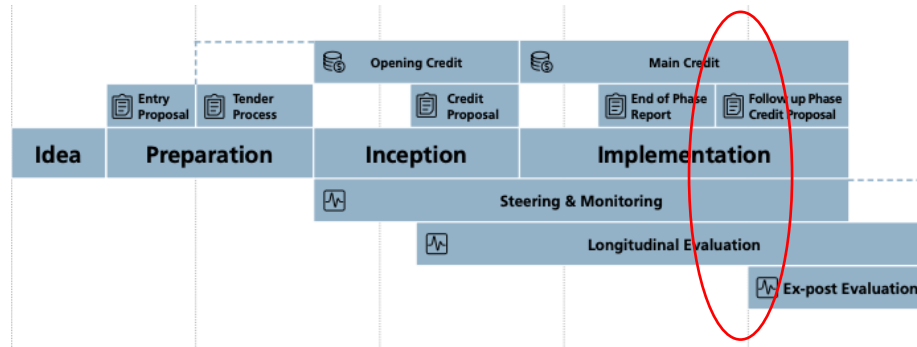 Opening Credit
Main Credit
Entry
Proposal
Tender
Process
Credit
Proposal
End of Phase
Report
Follow up Phase
Credit Proposal
Idea
Preparation
Inception
Implementation
Steering & Monitoring
Longitudinal Evaluation
Ex-post Evaluation